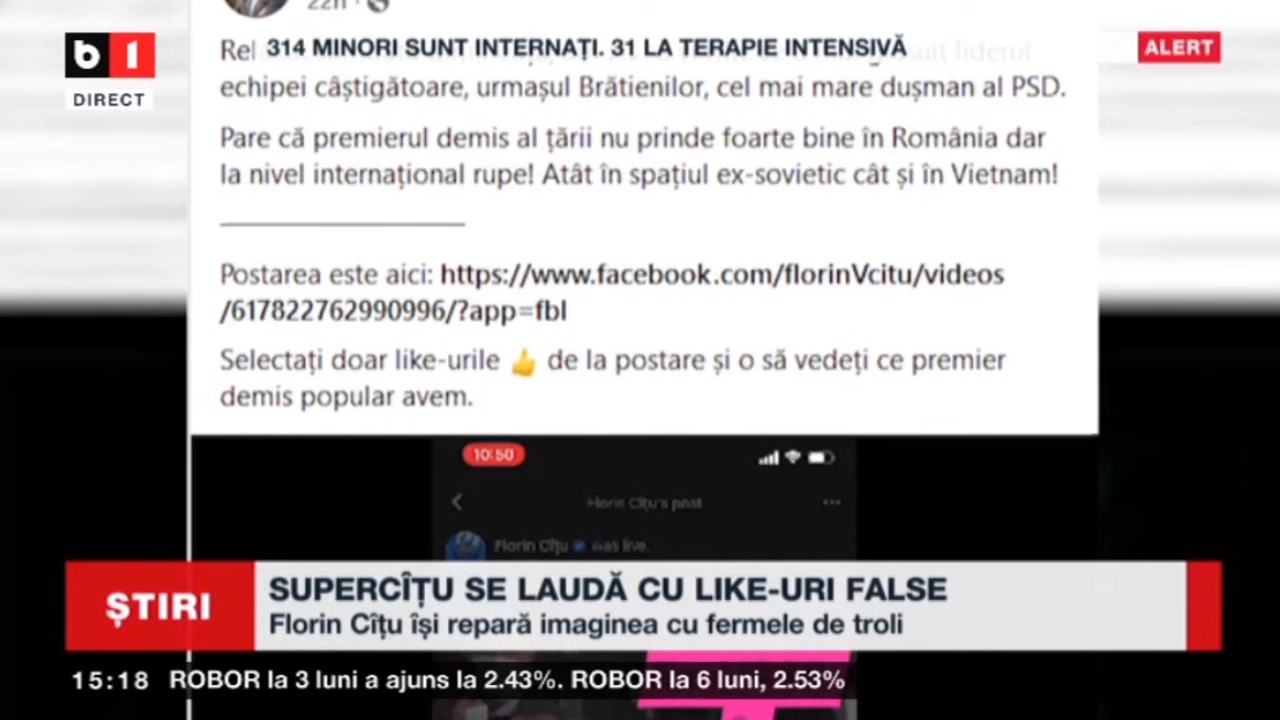 22h
b1
DIRECT
314 MINORI SUNT INTERNAȚI. 31 LA TERAPIE INTENSIVĂ
ALERT
Rel
liderul
echipei câștigătoare, urmașul Brătienilor, cel mai mare dușman al PSD.
Pare că premierul demis al țării nu prinde foarte bine în România dar
la nivel internațional rupe! Atât în spațiul ex-sovietic cât și în Vietnam!
Postarea este aici: https://www.facebook.com/florinVcitu/videos
/617822762990996/?app=fbl
Selectați doar like-urile 👍 de la postare și o să vedeți ce premier
demis popular avem.
10:50
Florin Cîțu's post
Florin Cîțu was live.
ȘTIRI
SUPERCÎȚU SE LAUDĂ CU LIKE-URI FALSE
Florin Cîțu își repară imaginea cu fermele de troli
15:18 ROBOR la 3 luni a ajuns la 2.43%. ROBOR la 6 luni, 2.53%